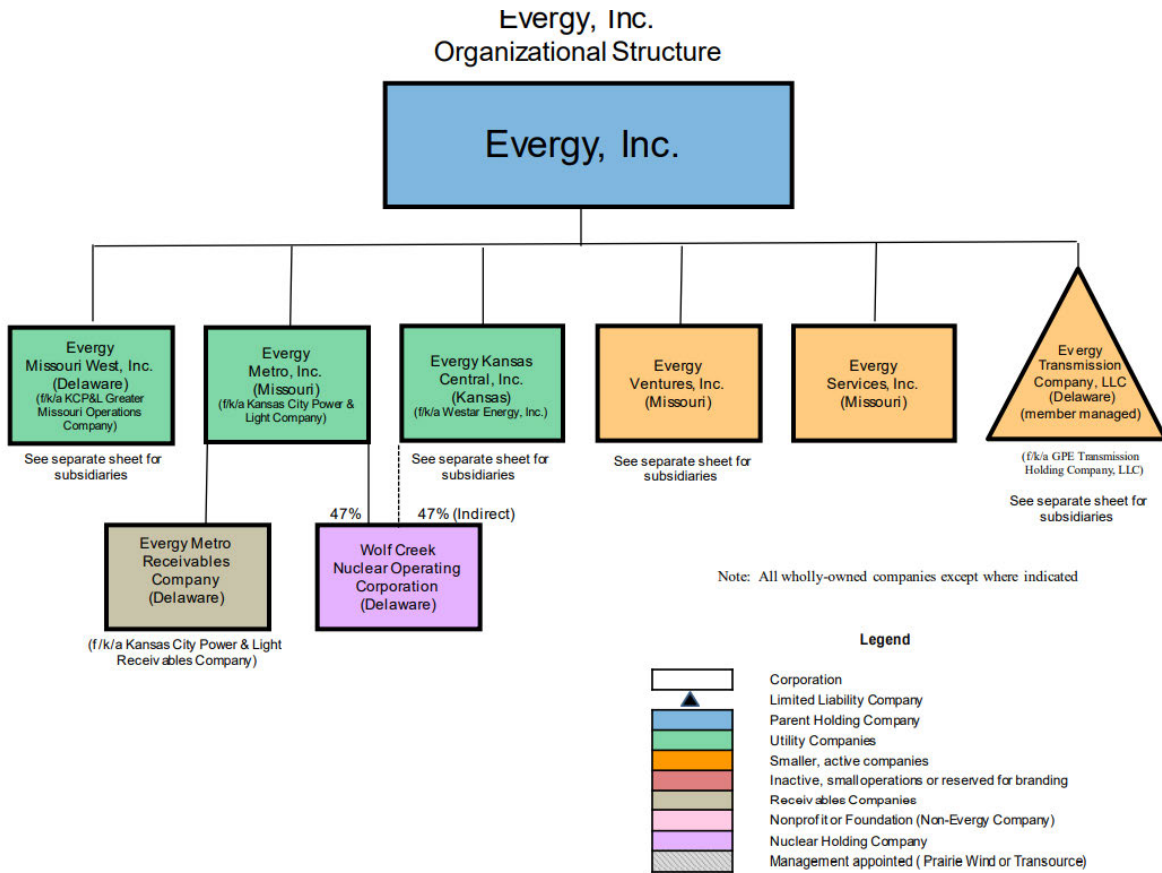 Evergy, Inc.
Organizational Structure
Evergy, Inc.
Evergy
Missouri West, Inc.
(Delaware)
(f/k/a KCP&L Greater
Missouri Operations
Company)
See separate sheet for
subsidiaries
Evergy
Metro, Inc.
(Missouri)
(f/k/a Kansas City Power &
Light Company)
Evergy Kansas
Central, Inc.
(Kansas)
(f/k/a Westar Energy, Inc.)
See separate sheet for
subsidiaries
Evergy
Ventures, Inc.
(Missouri)
See separate sheet for
subsidiaries
Evergy
Services, Inc.
(Missouri)
Evergy
Transmission
Company, LLC
(Delaware)
(member managed)
(f/k/a GPE Transmission
Holding Company, LLC)
See separate sheet for
subsidiaries
47%
47% (Indirect)
Evergy Metro
Receivables
Company
(Delaware)
(f/k/a Kansas City Power & Light
Receivables Company)
Wolf Creek
Nuclear Operating
Corporation
(Delaware)
Note: All wholly-owned companies except where indicated
Legend
Corporation
Limited Liability Company
Parent Holding Company
Utility Companies
Smaller, active companies
Inactive, small operations or reserved for branding
Receivables Companies
Nonprofit or Foundation (Non-Evergy Company)
Nuclear Holding Company
Management appointed ( Prairie Wind or Transource)